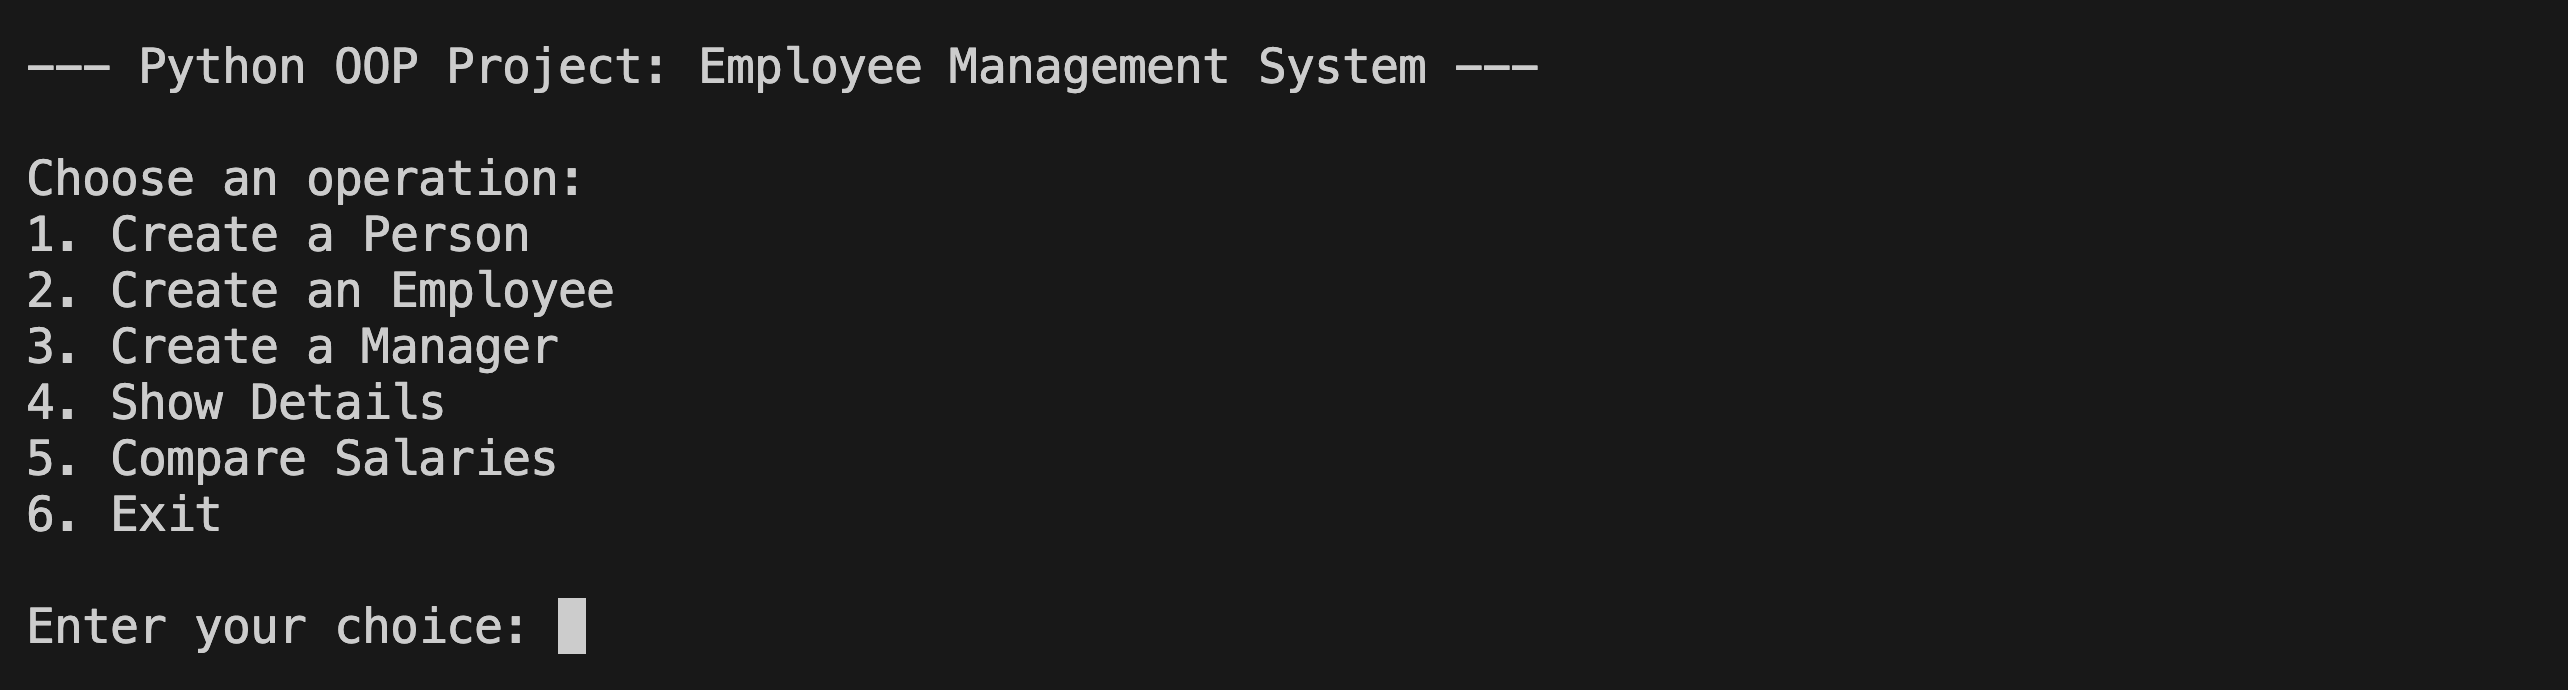 --- Python OOP Project: Employee Management System ---
Choose an operation:
1. Create a Person
2. Create an Employee
3. Create a Manager
4. Show Details
5. Compare Salaries
6. Exit
Enter your choice: